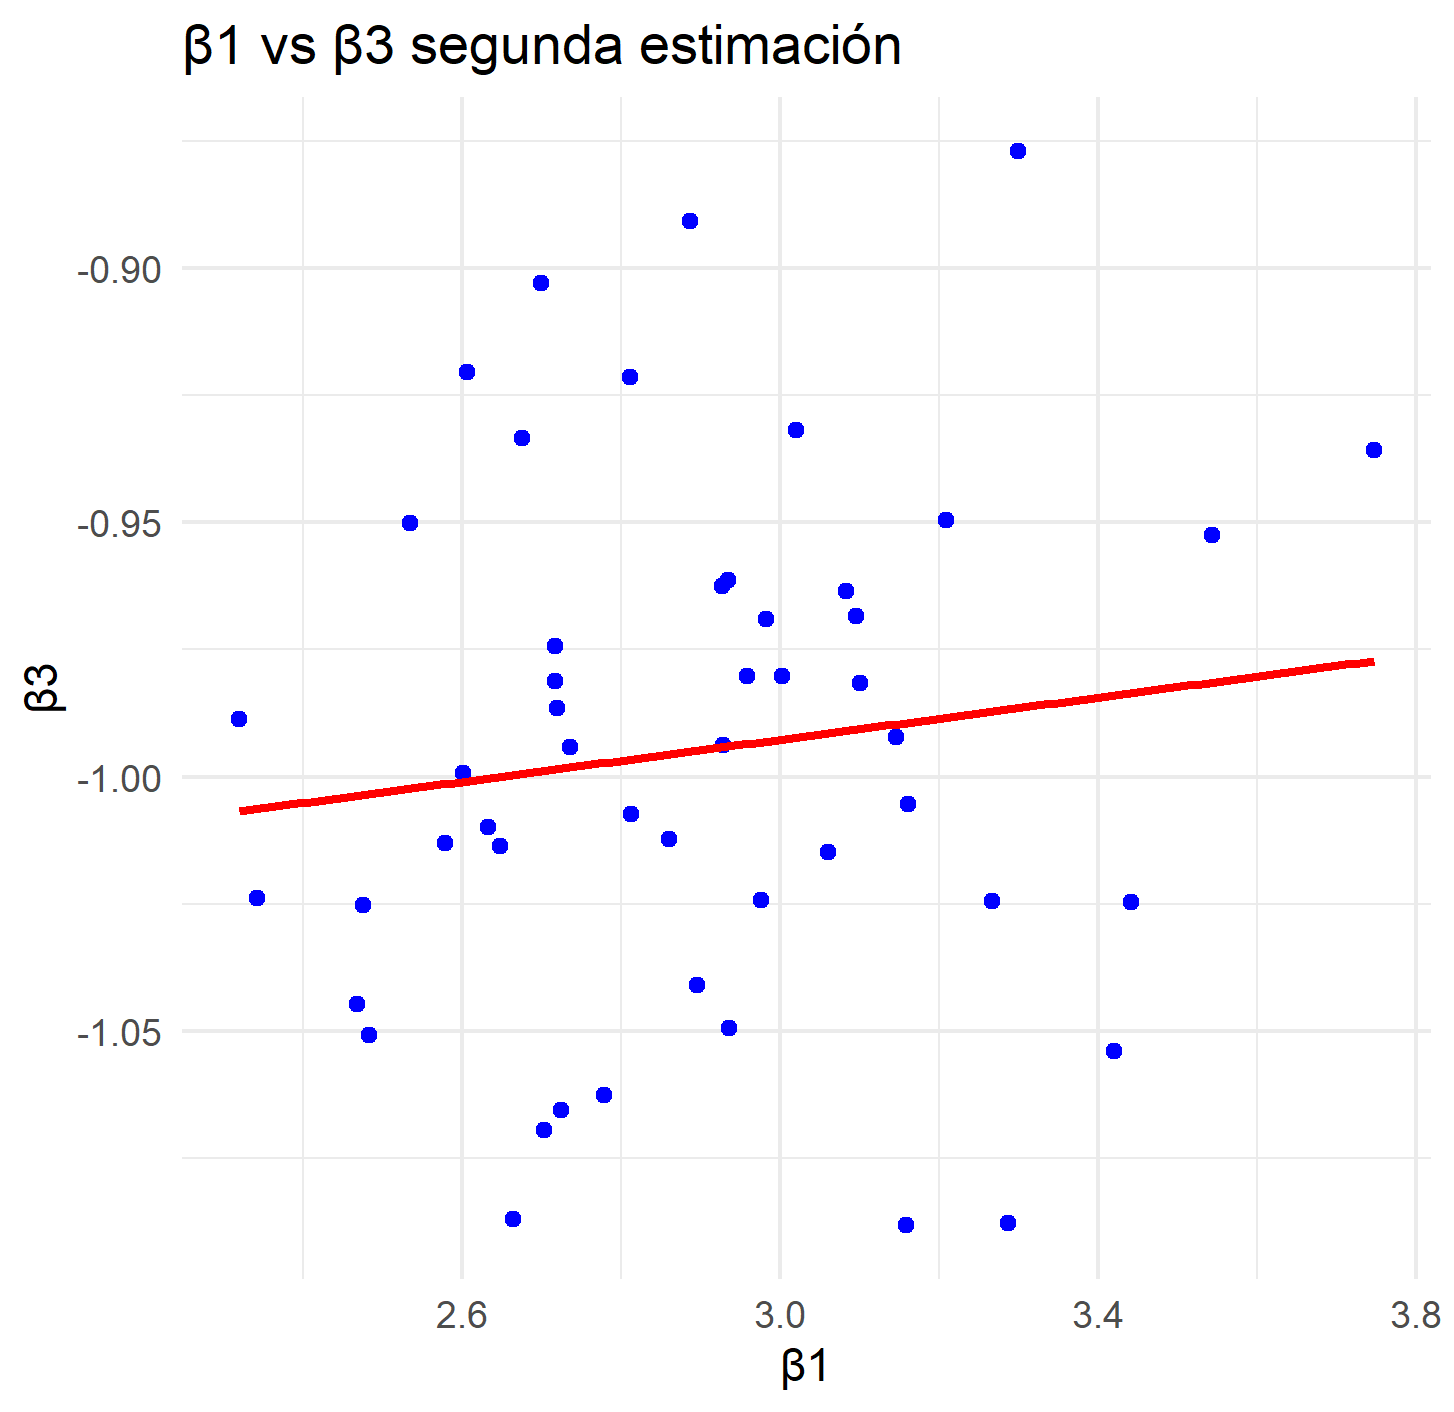 β1 vs β3 segunda estimación
-0.90
-0.95
-1.00
-1.05
β3
2.6 3.0 3.4 3.8
β1